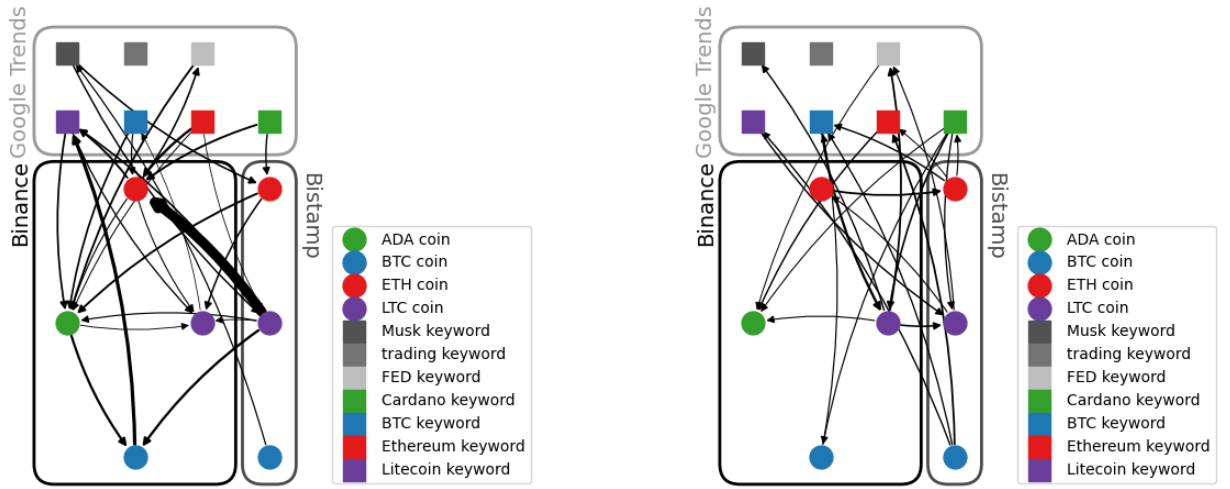 Google Trends
Binance
Bistamp
ADA coin
BTC coin
ETH coin
LTC coin
Musk keyword
trading keyword
FED keyword
Cardano keyword
BTC keyword
Ethereum keyword
Litecoin keyword
Google Trends
Binance
Bistamp
ADA coin
BTC coin
ETH coin
LTC coin
Musk keyword
trading keyword
FED keyword
Cardano keyword
BTC keyword
Ethereum keyword
Litecoin keyword